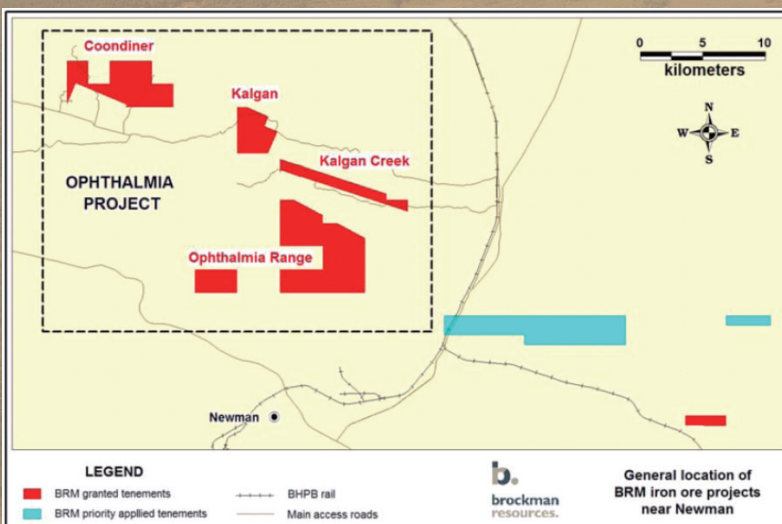 Coondiner
Kalgan
Kalgan Creek
OPHTHALMIA
PROJECT
Ophthalmia Range
0 5 10
kilometers
N
W E
S
Newman
LEGEND
BRM granted tenements
BRM priority appllied tenements
BHPB rail
Main access roads
b.
brockman
resources.
General location of
BRM iron ore projects
near Newman